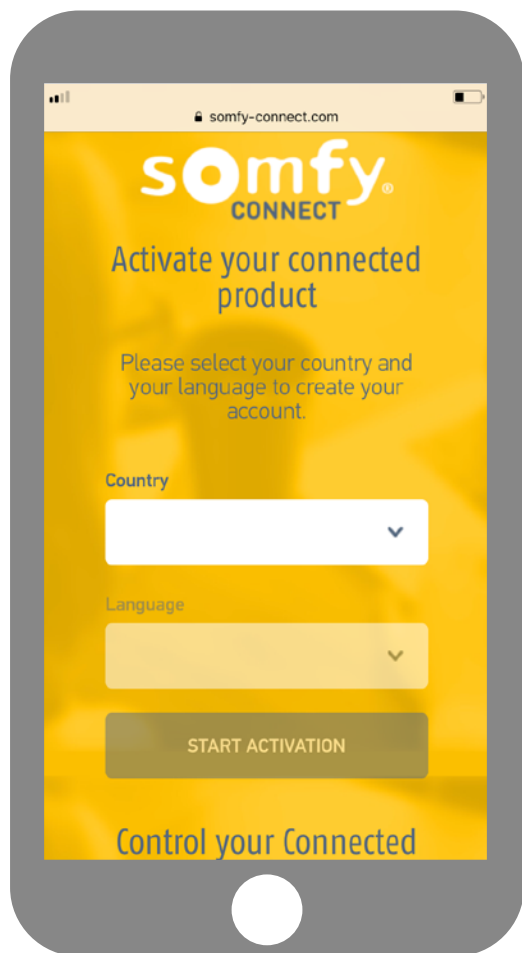 somfy-connect.com
somfy®
CONNECT
Activate your connected
product
Please select your country and
your language to create your
account.
Country
Language
START ACTIVATION
Control your Connected